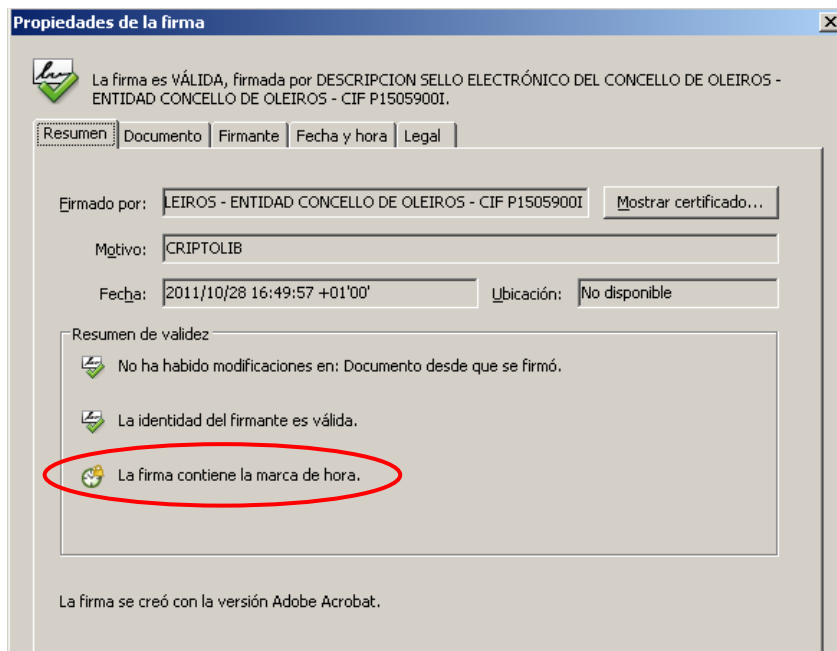 Propiedades de la firma
La firma es VÁLIDA, firmada por DESCRIPCION SELLO ELECTRÓNICO DEL CONCELLO DE OLEIROS -
ENTIDAD CONCELLO DE OLEIROS - CIF P1505900I.
Resumen Documento Firmante Fecha y hora Legal
Firmado por: LEIROS - ENTIDAD CONCELLO DE OLEIROS - CIF P1505900I Mostrar certificado...
Motivo: CRIPTOLIB
Fecha: 2011/10/28 16:49:57 +01'00' Ubicación: No disponible
Resumen de validez
No ha habido modificaciones en: Documento desde que se firmó.
La identidad del firmante es válida.
La firma contiene la marca de hora.
La firma se creó con la versión Adobe Acrobat.